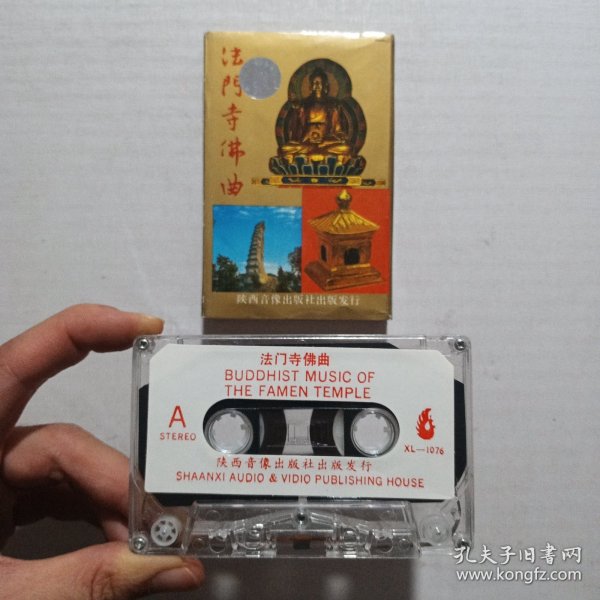 法門寺佛曲
陕西音像出版社出版发行
法门寺佛曲
BUDDHIST MUSIC OF
THE FAMEN TEMPLE
A
STEREO
XL—1076
陕西音像出版社出版发行
SHAANXI AUDIO & VIDIO PUBLISHING HOUSE
孔夫子旧书网
www.kongfz.com